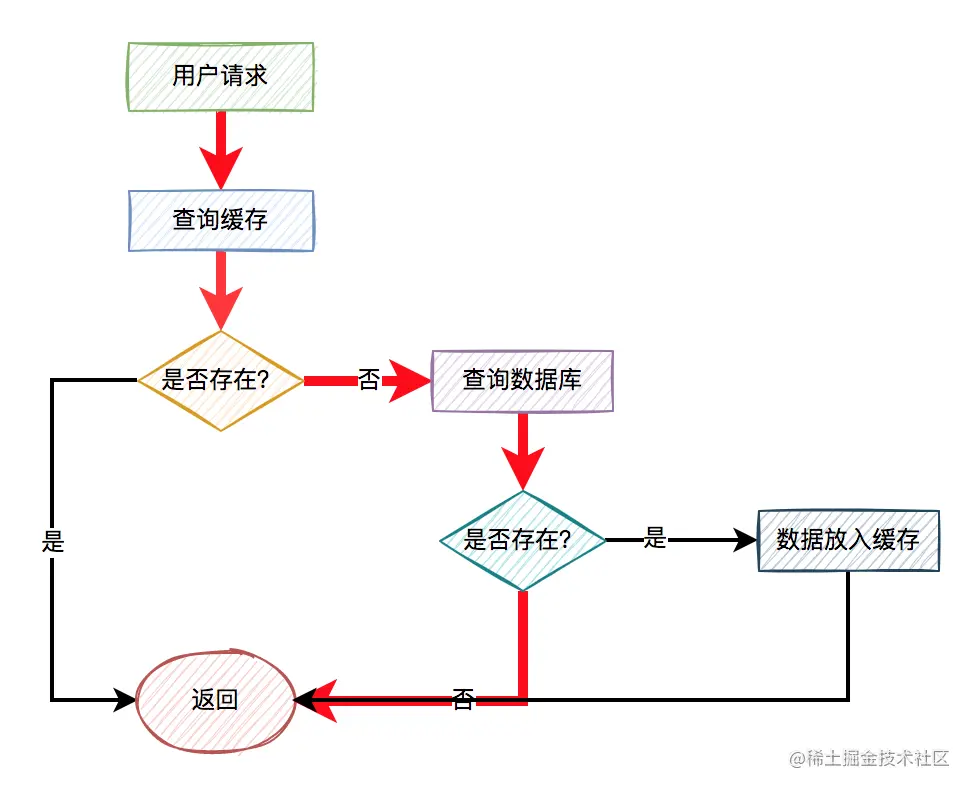 用户请求
查询缓存
是否存在?
否
查询数据库
是
是否存在?
是
数据放入缓存
返回
否
@稀土掘金技术社区